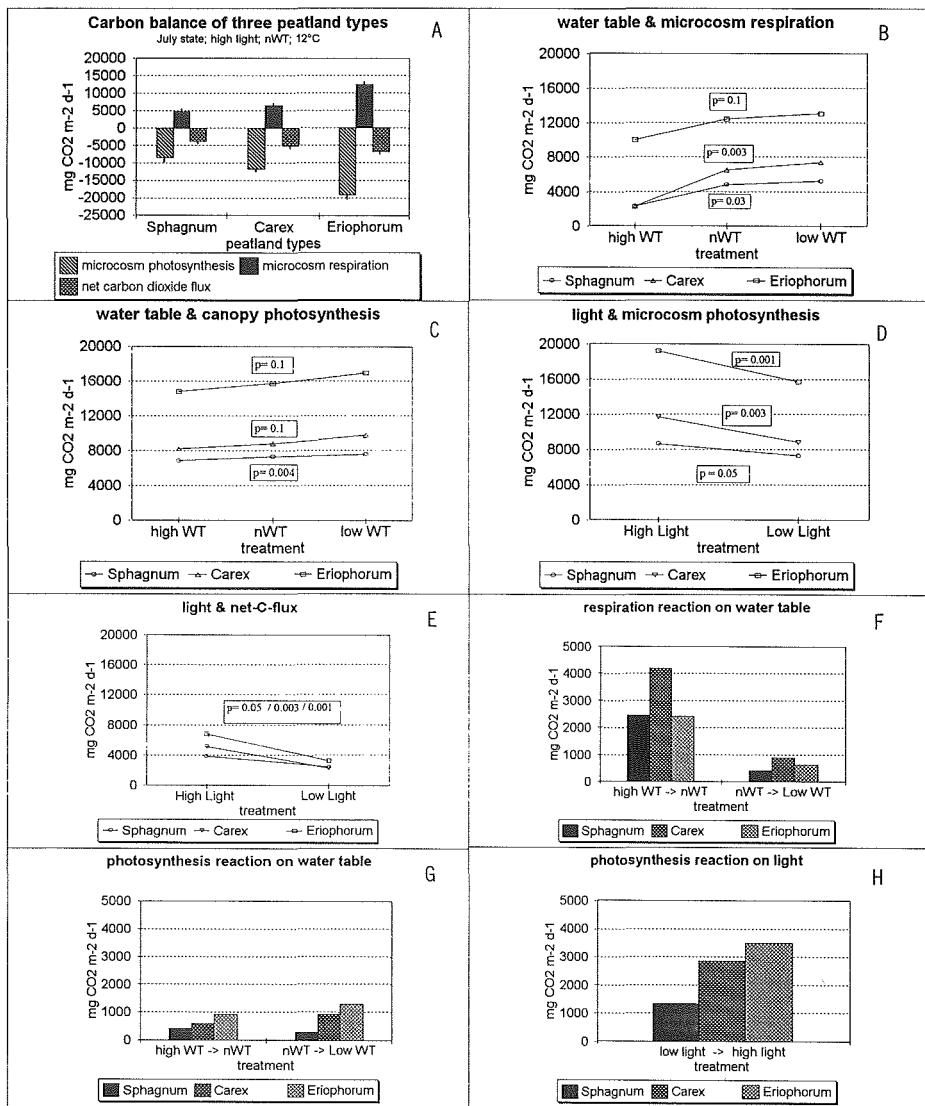 Carbon balance of three peatland types
A
July state; high light; nWT; 12°C
20000
15000
10000
5000
0
-5000
-10000
-15000
-20000
-25000
mg CO2 m-2 d-1
Sphagnum Carex Eriophorum
peatland types
microcosm photosynthesis microcosm respiration
net carbon dioxide flux
water table & microcosm respiration
B
20000
16000
12000
8000
4000
0
mg CO2 m-2 d-1
p= 0.1
p= 0.003
p= 0.03
high WT nWT low WT
treatment
Sphagnum Carex Eriophorum
water table & canopy photosynthesis
C
20000
16000
12000
8000
4000
0
mg CO2 m-2 d-1
p= 0.1
p= 0.1
p= 0.004
high WT nWT low WT
treatment
Sphagnum Carex Eriophorum
light & microcosm photosynthesis
D
20000
16000
12000
8000
4000
0
mg CO2 m-2 d-1
p= 0.001
p= 0.003
p= 0.05
High Light Low Light
treatment
Sphagnum Carex Eriophorum
light & net-C-flux
E
20000
16000
12000
8000
4000
0
mg CO2 m-2 d-1
p= 0.05 / 0.003 / 0.001
High Light Low Light
treatment
Sphagnum Carex Eriophorum
respiration reaction on water table
F
5000
4000
3000
2000
1000
0
mg CO2 m-2 d-1
high WT -> nWT nWT -> Low WT
treatment
Sphagnum Carex Eriophorum
photosynthesis reaction on water table
G
5000
4000
3000
2000
1000
0
mg CO2 m-2 d-1
high WT -> nWT nWT -> Low WT
treatment
Sphagnum Carex Eriophorum
photosynthesis reaction on light
H
5000
4000
3000
2000
1000
0
mg CO2 m-2 d-1
low light -> high light
treatment
Sphagnum Carex Eriophorum